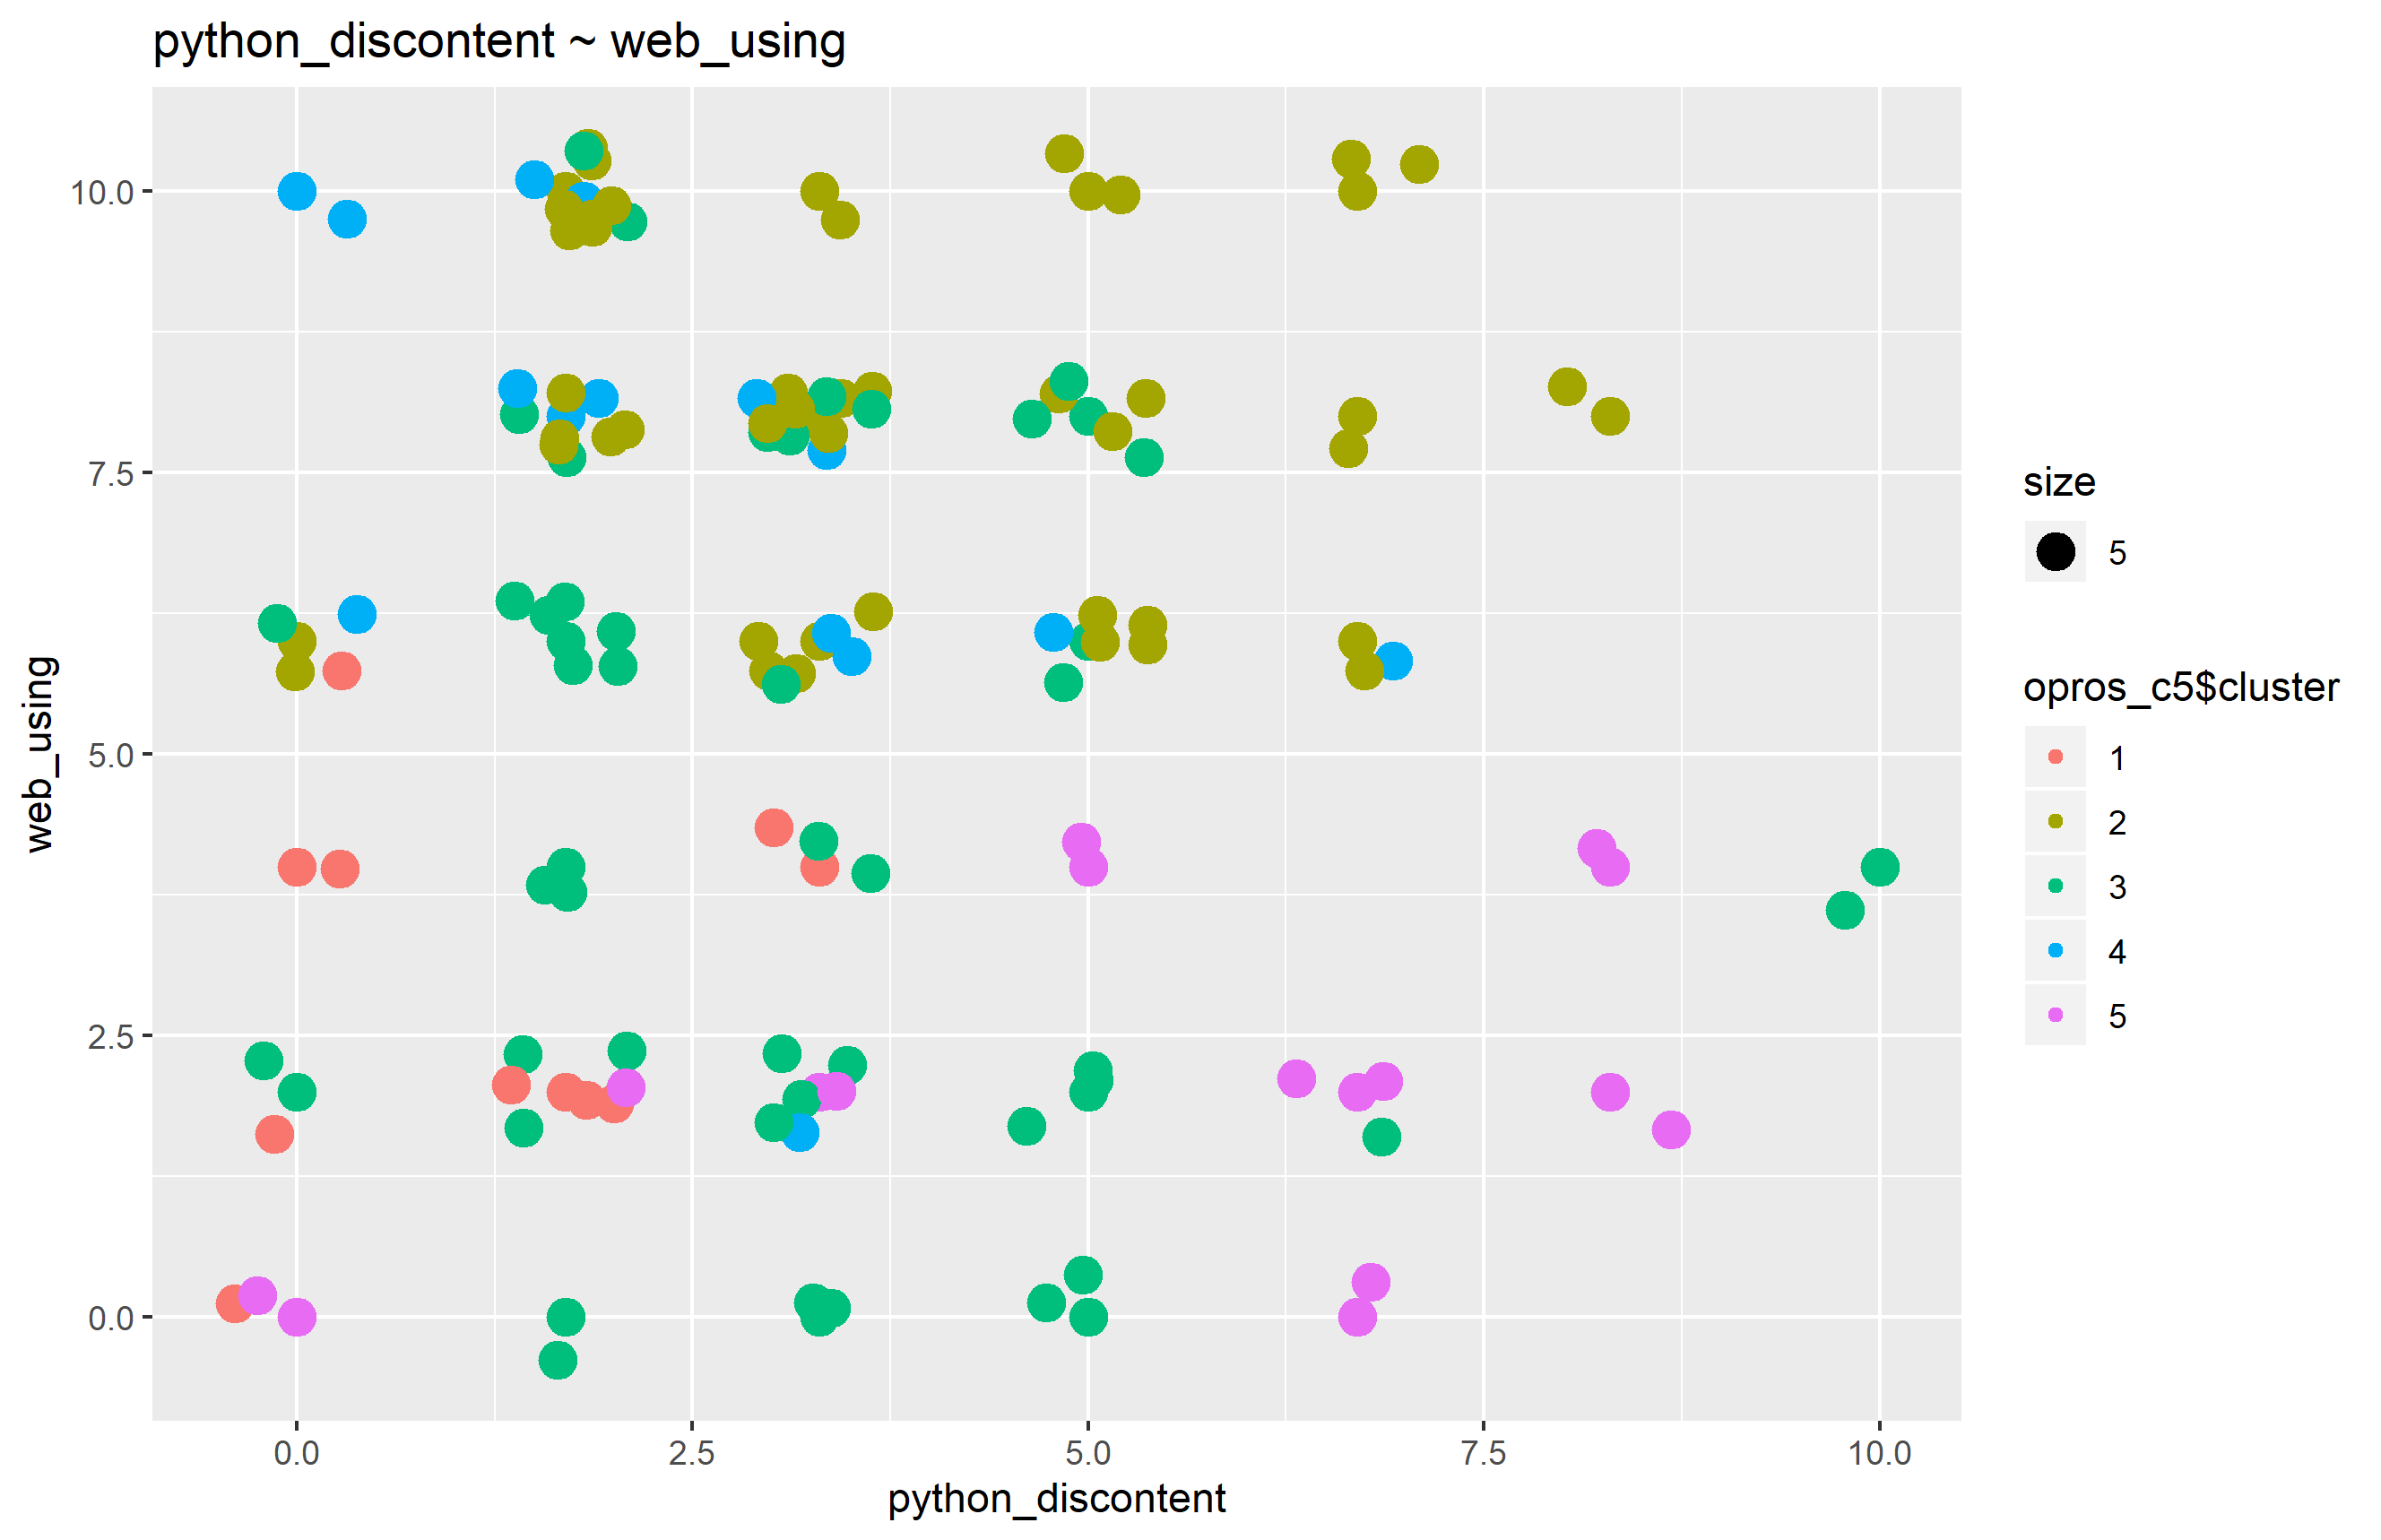 python_discontent ~ web_using
10.0
7.5
5.0
2.5
0.0
web_using
0.0 2.5 5.0 7.5 10.0
python_discontent
size
5
opros_c5$cluster
1
2
3
4
5